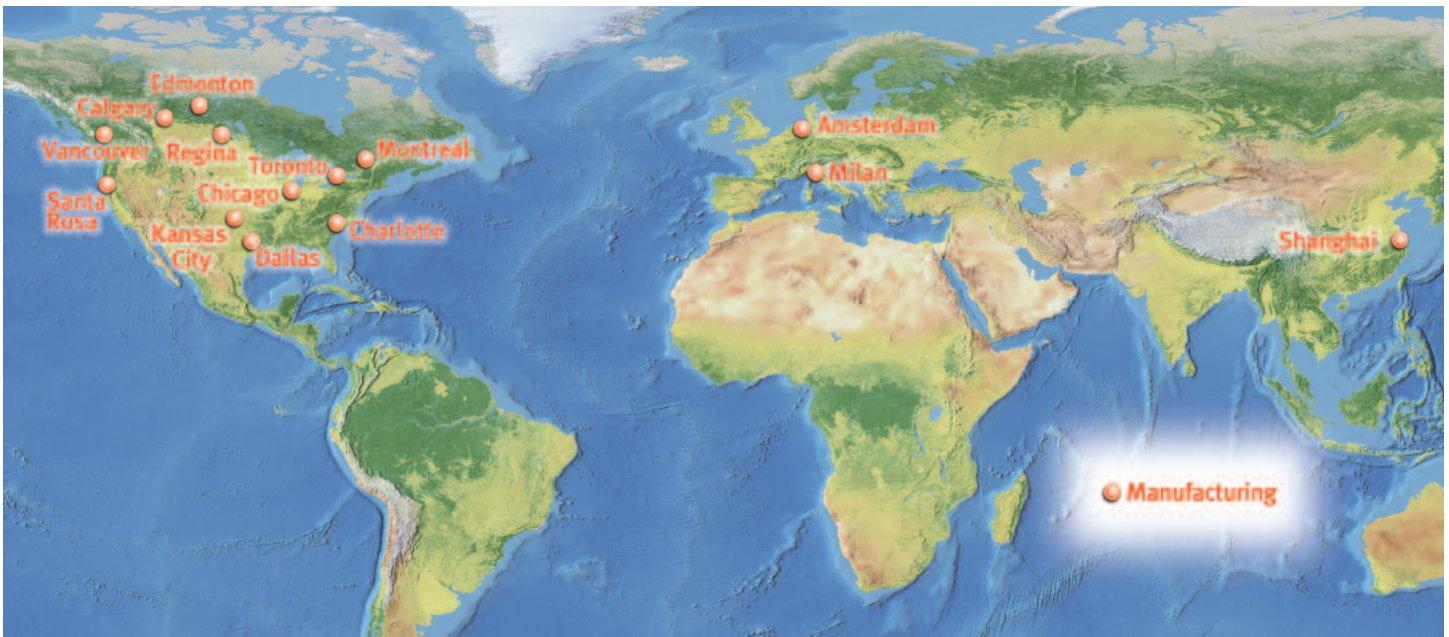 Edmonton
Calgary
Vancouver
Regina
Toronto
Montreal
Chicago
Santa
Rosa
Kansas
City
Dallas
Charlotte
Amsterdam
Milan
Shanghai
Manufacturing